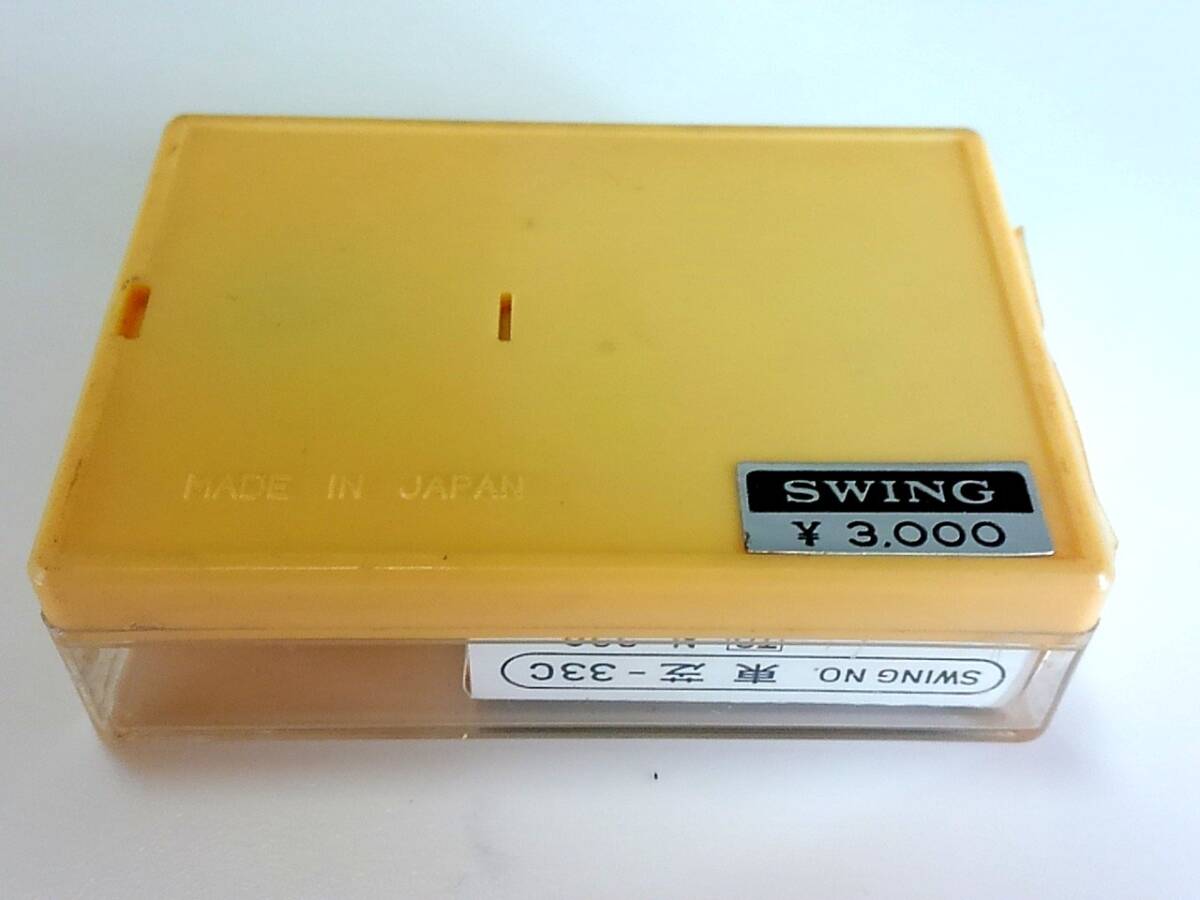 MADE IN JAPAN
SWING
¥ 3,000
SWING NO. 東 芝 - 33C